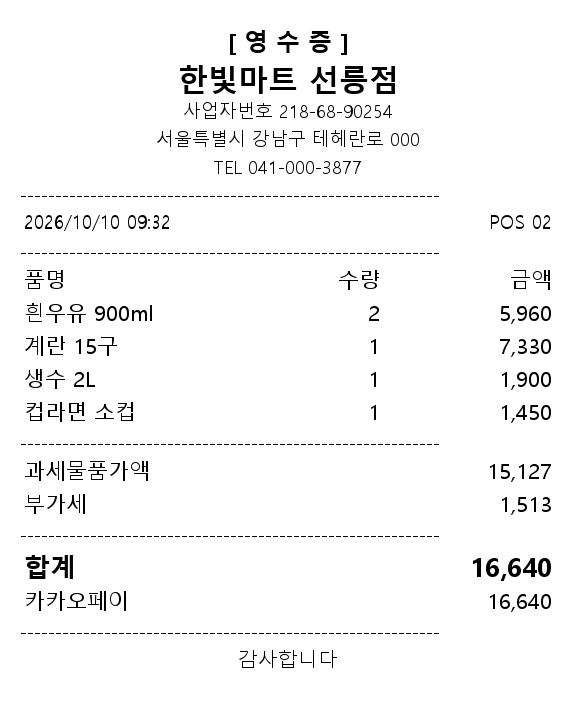 [ 영 수 증 ]
한빛마트 선릉점
사업자번호 218-68-90254
서울특별시 강남구 테헤란로 000
TEL 041-000-3877
2026/10/10 09:32 POS 02
품명 수량 금액
흰우유 900ml 2 5,960
계란 15구 1 7,330
생수 2L 1 1,900
컵라면 소컵 1 1,450
과세물품가액 15,127
부가세 1,513
합계 16,640
카카오페이 16,640
감사합니다